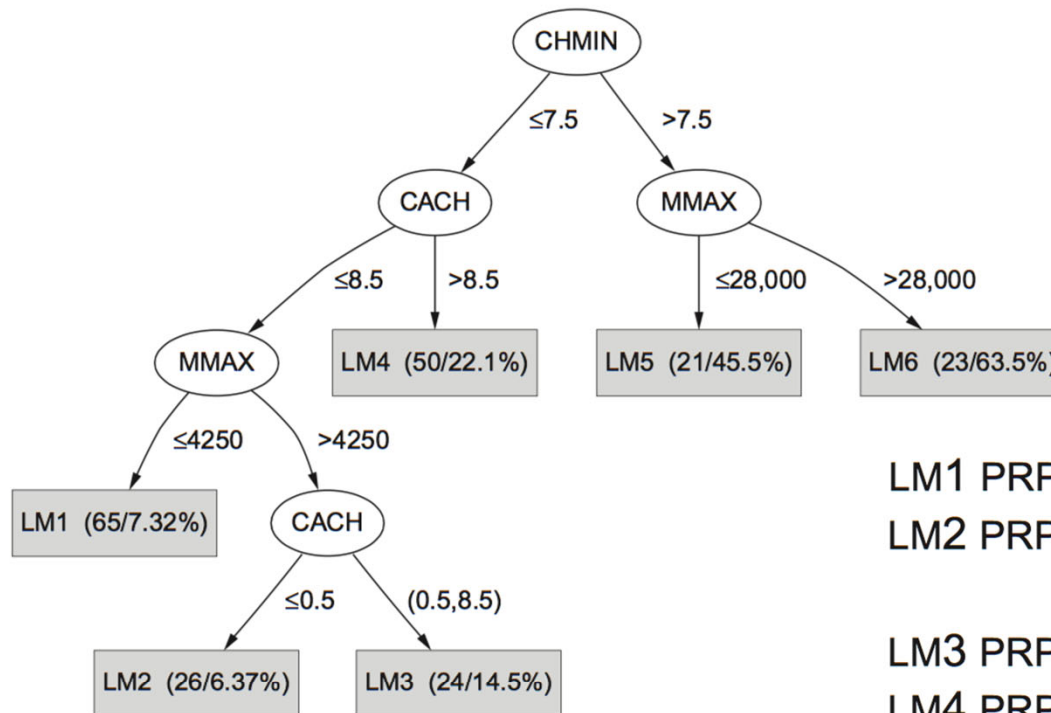 CHMIN
≤7.5
>7.5
CACH
MMAX
≤8.5
>8.5
≤28,000
>28,000
MMAX
LM4 (50/22.1%)
LM5 (21/45.5%)
LM6 (23/63.5%)
≤4250
>4250
LM1 (65/7.32%)
CACH
≤0.5
(0.5,8.5)
LM2 (26/6.37%)
LM3 (24/14.5%)
LM1 PRP
LM2 PRP
LM3 PRP
LM4 PRP